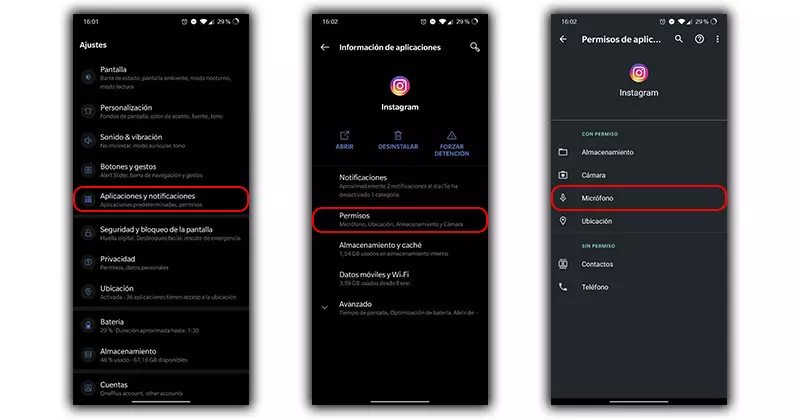 16:01
29 %
Ajustes
Pantalla
Barra de estado, pantalla ambiente, modo nocturno,
modo lectura
Personalización
Fondos de pantalla, color de acento, fuente, tono
Sonido & vibración
No molestar, modo auricular, tono
Botones y gestos
Alert Slider, barra de navegación y gestos
Aplicaciones y notificaciones
Aplicaciones predeterminadas, permisos
Seguridad y bloqueo de la pantalla
Huella digital, Desbloqueo facial, rescate de emergencia
Privacidad
Permisos, datos personales
Ubicación
Activada - 36 aplicaciones tienen acceso a la ubicación
Batería
29 % Duración aproximada hasta: 1:30
Almacenamiento
48 % usado - 67,16 GB disponibles
Cuentas
OnePlus account, other accounts
16:02
29 %
Información de aplicaciones
Instagram
ABRIR
DESINSTALAR
FORZAR
DETENCIÓN
Notificaciones
Aproximadamente 2 notificaciones al día/Se ha
desactivado 1 categoría
Permisos
Micrófono, Ubicación, Almacenamiento y Cámara
Almacenamiento y caché
1,54 GB usados en almacenamiento interno
Datos móviles y Wi-Fi
3,59 GB usados desde 8 ene.
Avanzado
Tiempo de pantalla, Optimización de batería, Abrir de
16:02
29 %
Permisos de aplic...
Instagram
CON PERMISO
Almacenamiento
Cámara
Micrófono
Ubicación
SIN PERMISO
Contactos
Teléfono